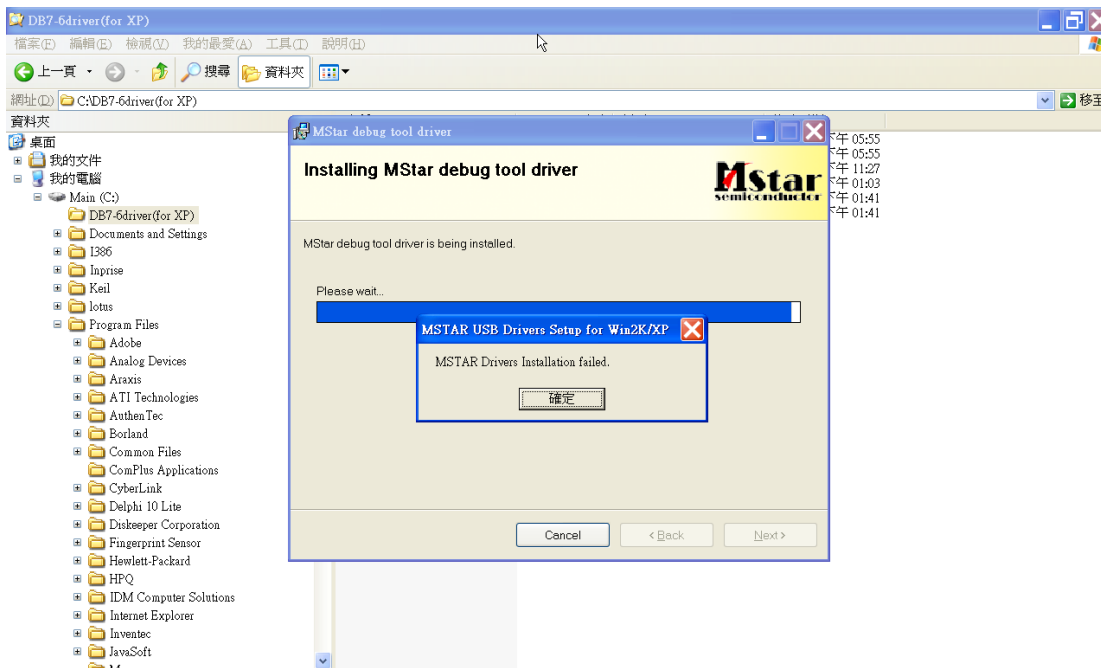 DB7-6driver(for XP)
檔案(F) 編輯(E) 檢視(V) 我的最愛(A) 工具(T) 說明(H)
上一頁 搜尋 資料夾
網址(D) C:\DB7-6driver(for XP) 移至
資料夾
桌面
我的文件
我的電腦
Main (C:)
DB7-6driver(for XP)
Documents and Settings
I386
Inprise
Keil
lotus
Program Files
Adobe
Analog Devices
Araxis
ATI Technologies
AuthenTec
Borland
Common Files
ComPlus Applications
CyberLink
Delphi 10 Lite
Diskeeper Corporation
Fingerprint Sensor
Hewlett-Packard
HPQ
IDM Computer Solutions
Internet Explorer
Inventec
JavaSoft
MStar debug tool driver
Installing MStar debug tool driver
MStar
semiconductor
MStar debug tool driver is being installed.
Please wait...
MSTAR USB Drivers Setup for Win2K/XP
MSTAR Drivers Installation failed.
確定
Cancel < Back Next >
下午 05:55
下午 05:55
下午 11:27
下午 01:03
下午 01:41
下午 01:41